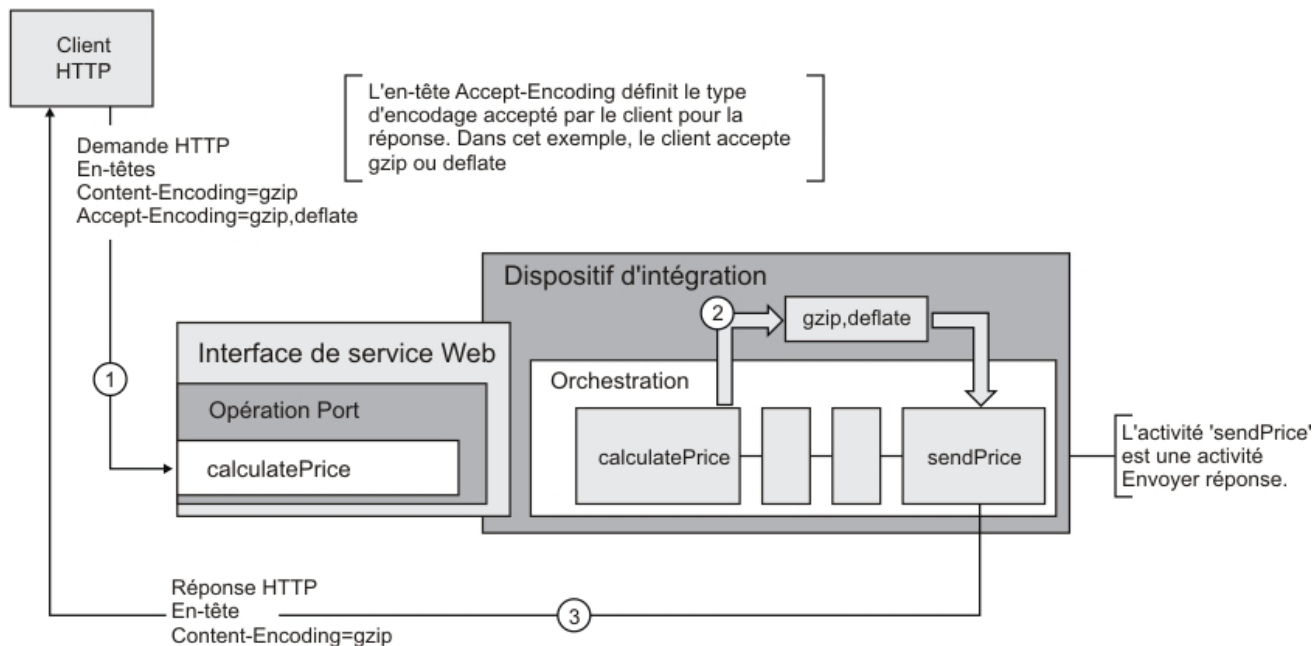 Client
HTTP
L'en-tête Accept-Encoding définit le type
d'encodage accepté par le client pour la
réponse. Dans cet exemple, le client accepte
gzip ou deflate
Demande HTTP
En-têtes
Content-Encoding=gzip
Accept-Encoding=gzip,deflate
Dispositif d'intégration
2
gzip,deflate
Interface de service Web
1
Orchestration
Opération Port
calculatePrice
calculatePrice
sendPrice
L'activité 'sendPrice'
est une activité
Envoyer réponse.
Réponse HTTP
En-tête
Content-Encoding=gzip
3